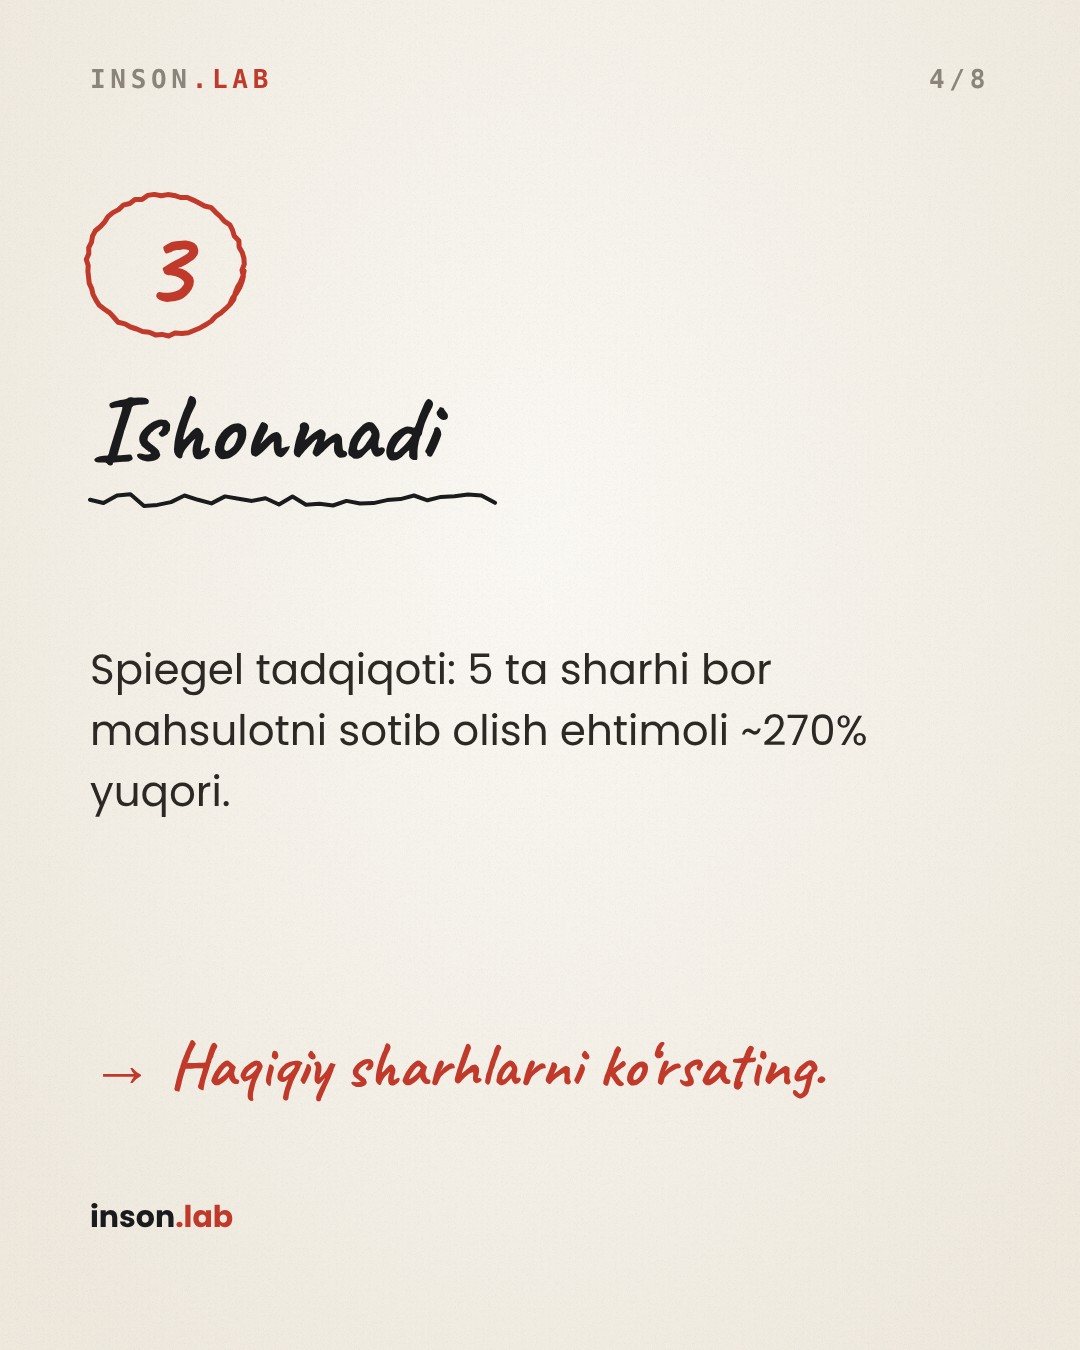 INSON.LAB
4/8
3
Ishonmadi
Spiegel tadqiqoti: 5 ta sharhi bor
mahsulotni sotib olish ehtimoli ~270%
yuqori.
→ Haqiqiy sharhlarni ko‘rsating.
inson.lab